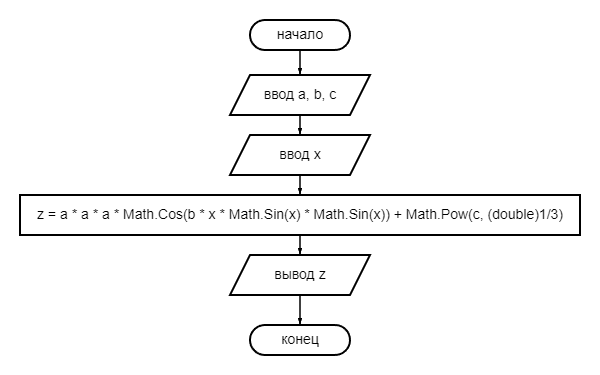 начало
ввод a, b, c
ввод x
z = a * a * a * Math.Cos(b * x * Math.Sin(x) * Math.Sin(x)) + Math.Pow(c, (double)1/3)
вывод z
конец